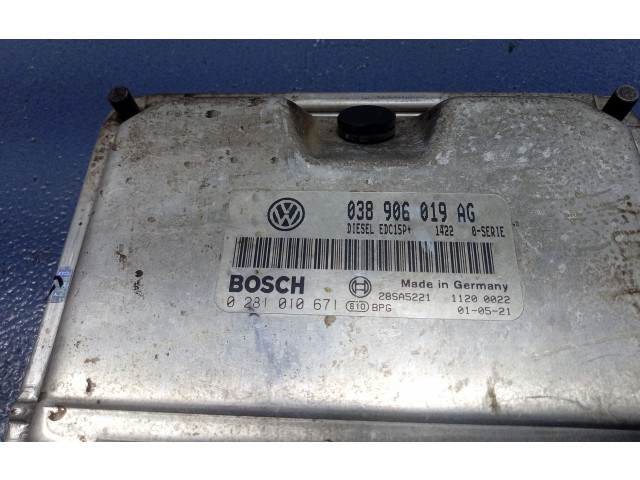 038 906 019 AG
DIESEL EDC15P+ 1422 0-SERIE
BOSCH Made in Germany
0 281 010 671 810 BPG 28SA5221 1120 0022
01-05-21